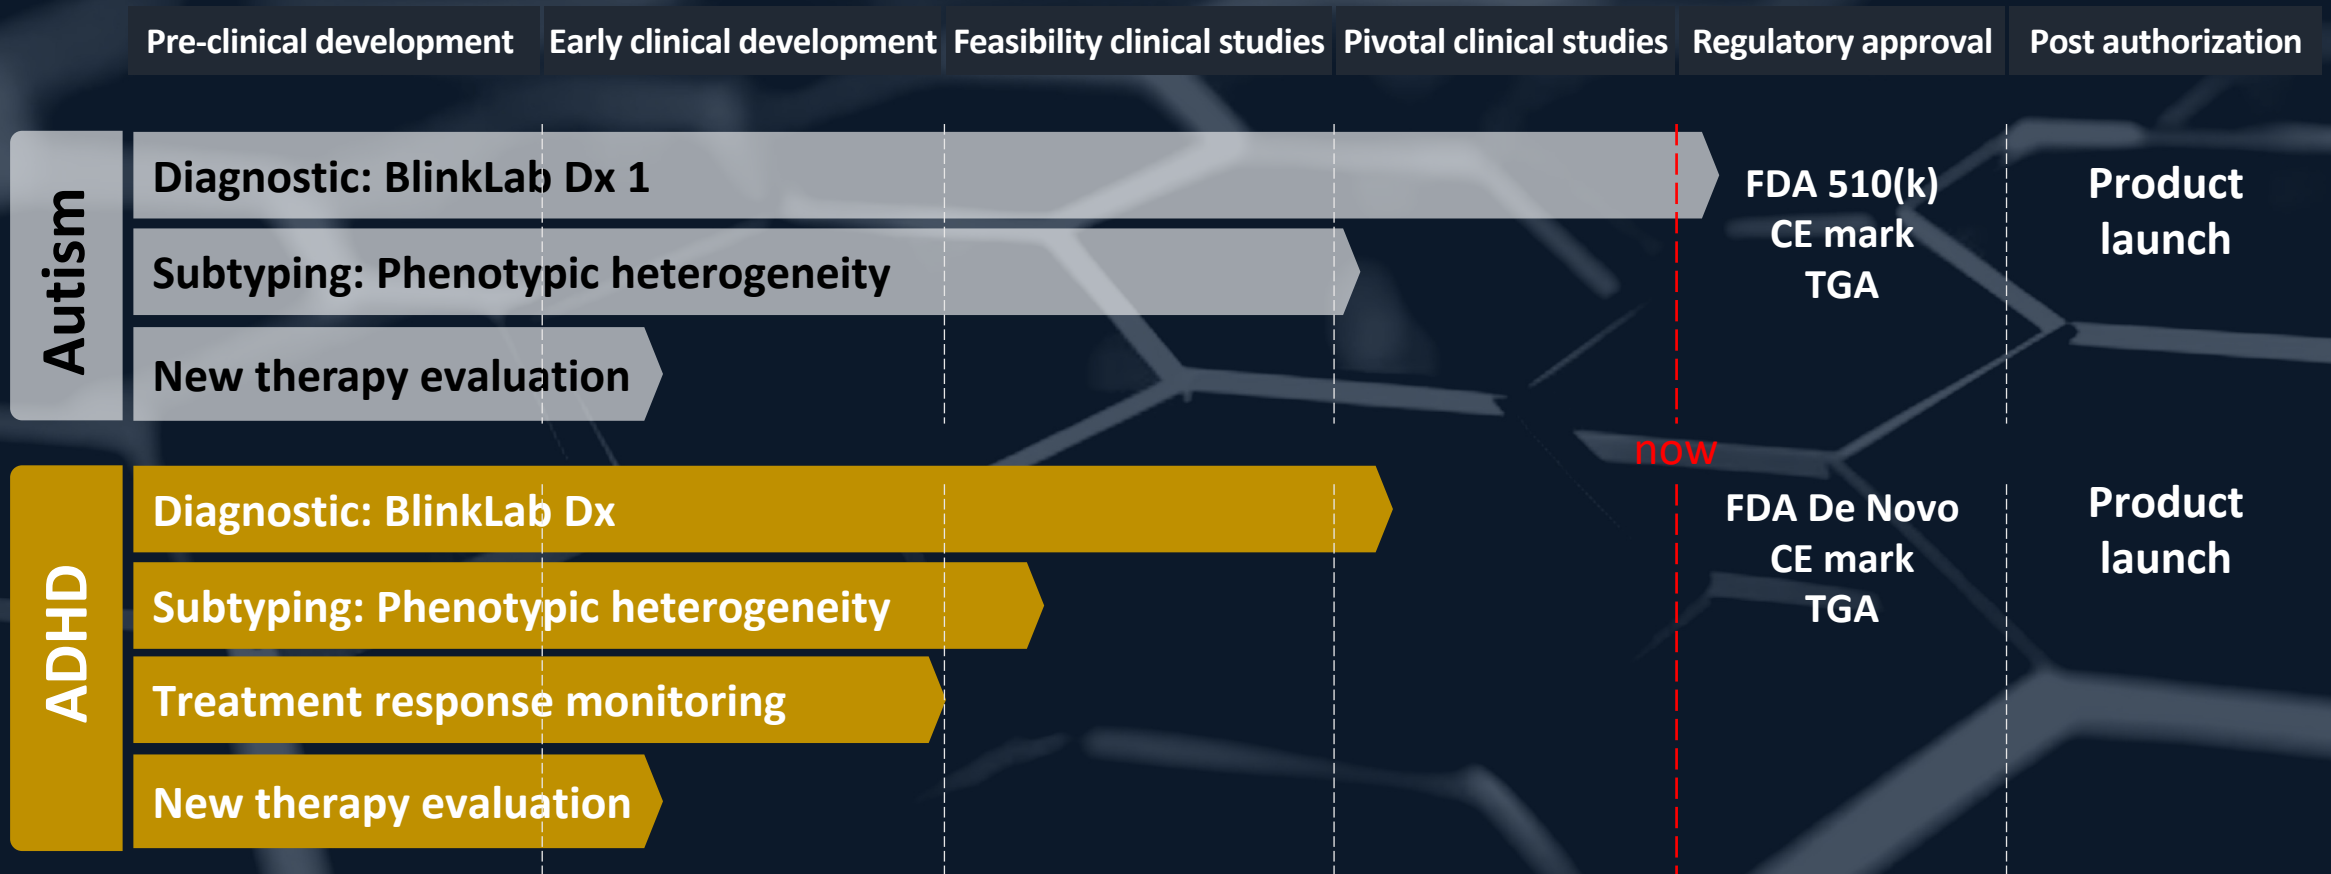 Pre-clinical development
Early clinical development
Feasibility clinical studies
Pivotal clinical studies
Regulatory approval
Post authorization
Autism
Diagnostic: BlinkLab Dx 1
Subtyping: Phenotypic heterogeneity
New therapy evaluation
FDA 510(k)
CE mark
TGA
Product
launch
now
ADHD
Diagnostic: BlinkLab Dx
Subtyping: Phenotypic heterogeneity
Treatment response monitoring
New therapy evaluation
FDA De Novo
CE mark
TGA
Product
launch